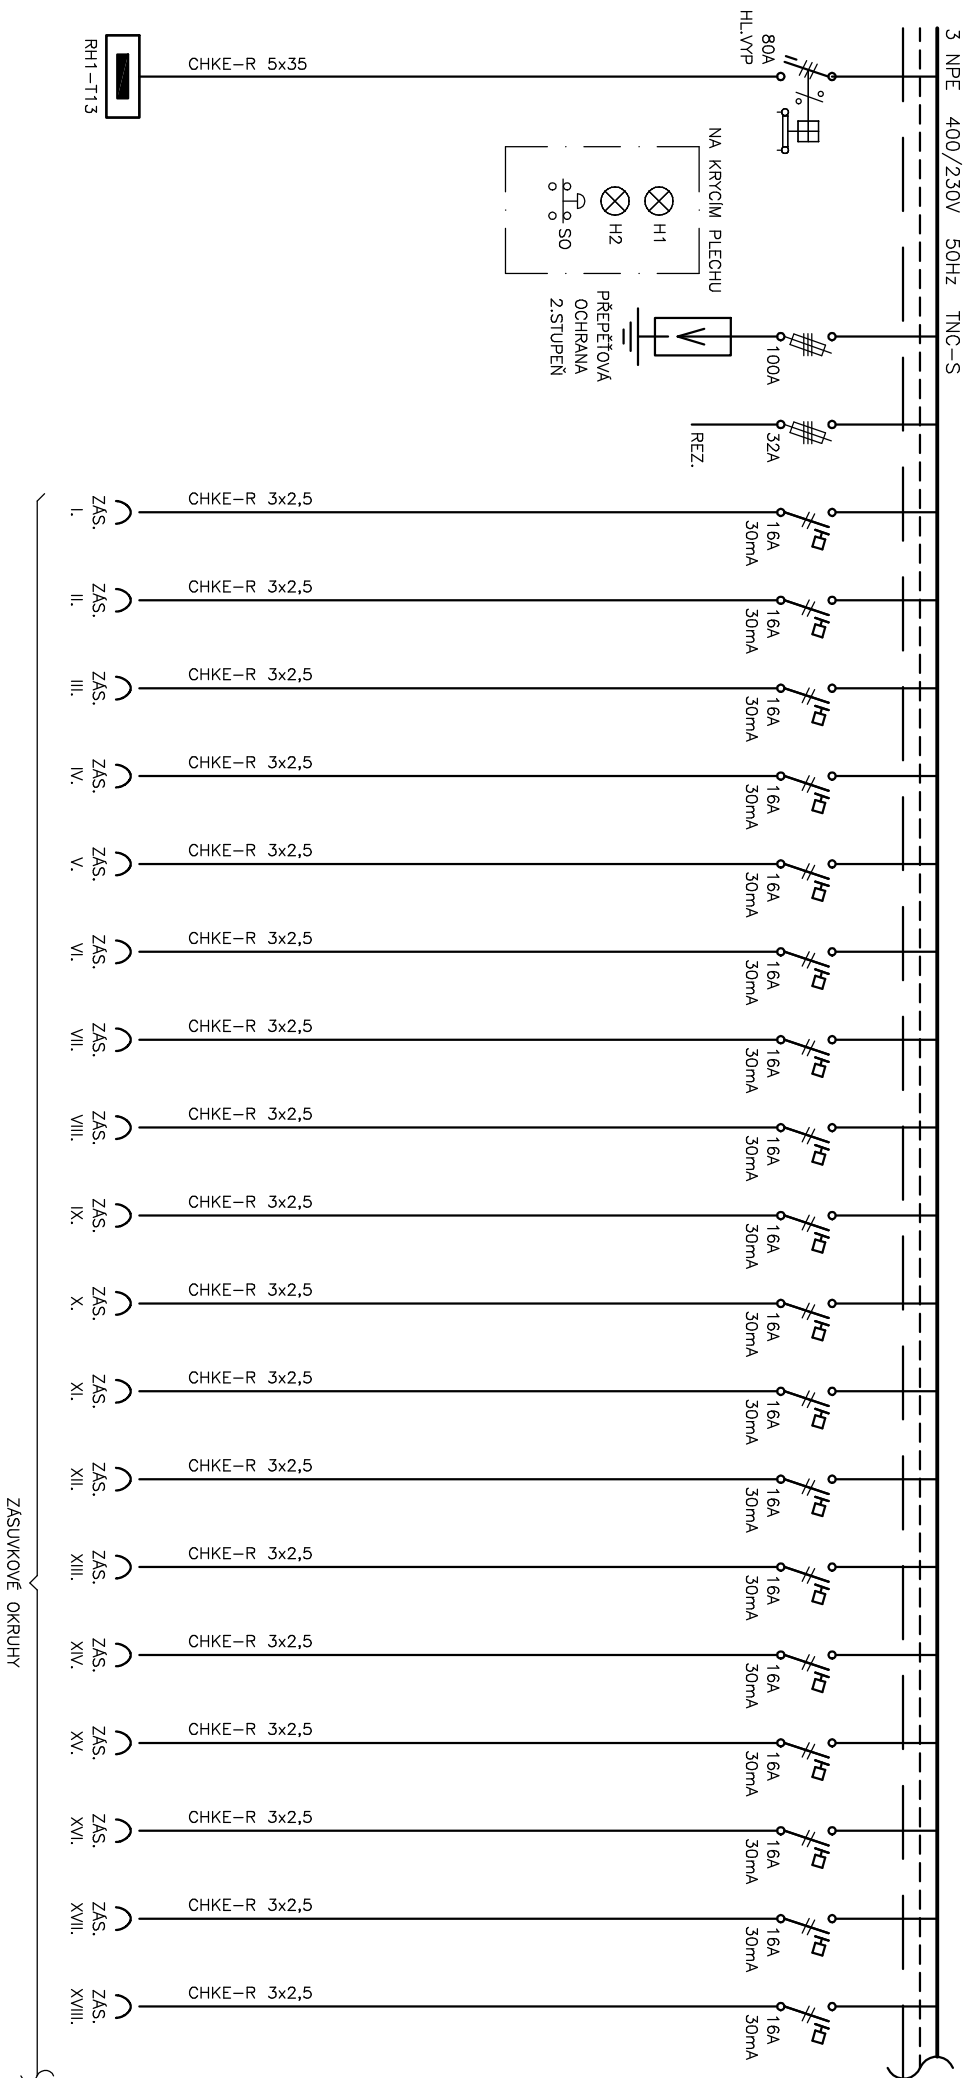 3 NPE 400/230V 50Hz TNC-S
80A
HL.VYP
CHKE-R 5x35
RH1-T13
NA KRYCÍM PLECHU
H1
H2
SO
100A
PŘEPĚŤOVÁ
OCHRANA
2.STUPEŇ
32A
REZ.
16A
30mA
CHKE-R 3x2,5
ZÁS.
I.
16A
30mA
CHKE-R 3x2,5
ZÁS.
II.
16A
30mA
CHKE-R 3x2,5
ZÁS.
III.
16A
30mA
CHKE-R 3x2,5
ZÁS.
IV.
16A
30mA
CHKE-R 3x2,5
ZÁS.
V.
16A
30mA
CHKE-R 3x2,5
ZÁS.
VI.
16A
30mA
CHKE-R 3x2,5
ZÁS.
VII.
16A
30mA
CHKE-R 3x2,5
ZÁS.
VIII.
16A
30mA
CHKE-R 3x2,5
ZÁS.
IX.
16A
30mA
CHKE-R 3x2,5
ZÁS.
X.
16A
30mA
CHKE-R 3x2,5
ZÁS.
XI.
16A
30mA
CHKE-R 3x2,5
ZÁS.
XII.
16A
30mA
CHKE-R 3x2,5
ZÁS.
XIII.
16A
30mA
CHKE-R 3x2,5
ZÁS.
XIV.
16A
30mA
CHKE-R 3x2,5
ZÁS.
XV.
16A
30mA
CHKE-R 3x2,5
ZÁS.
XVI.
16A
30mA
CHKE-R 3x2,5
ZÁS.
XVII.
16A
30mA
CHKE-R 3x2,5
ZÁS.
XVIII.
ZÁSUVKOVÉ OKRUHY